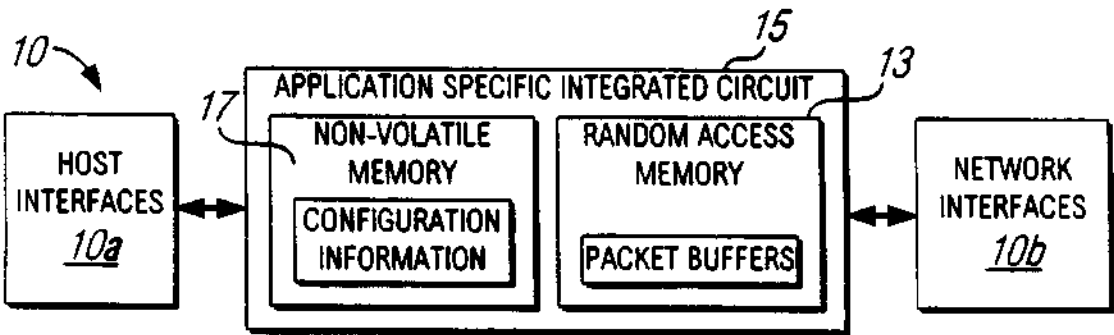 10
15
13
APPLICATION SPECIFIC INTEGRATED CIRCUIT
17
HOST
INTERFACES
10a
NON-VOLATILE
MEMORY
CONFIGURATION
INFORMATION
RANDOM ACCESS
MEMORY
PACKET BUFFERS
NETWORK
INTERFACES
10b